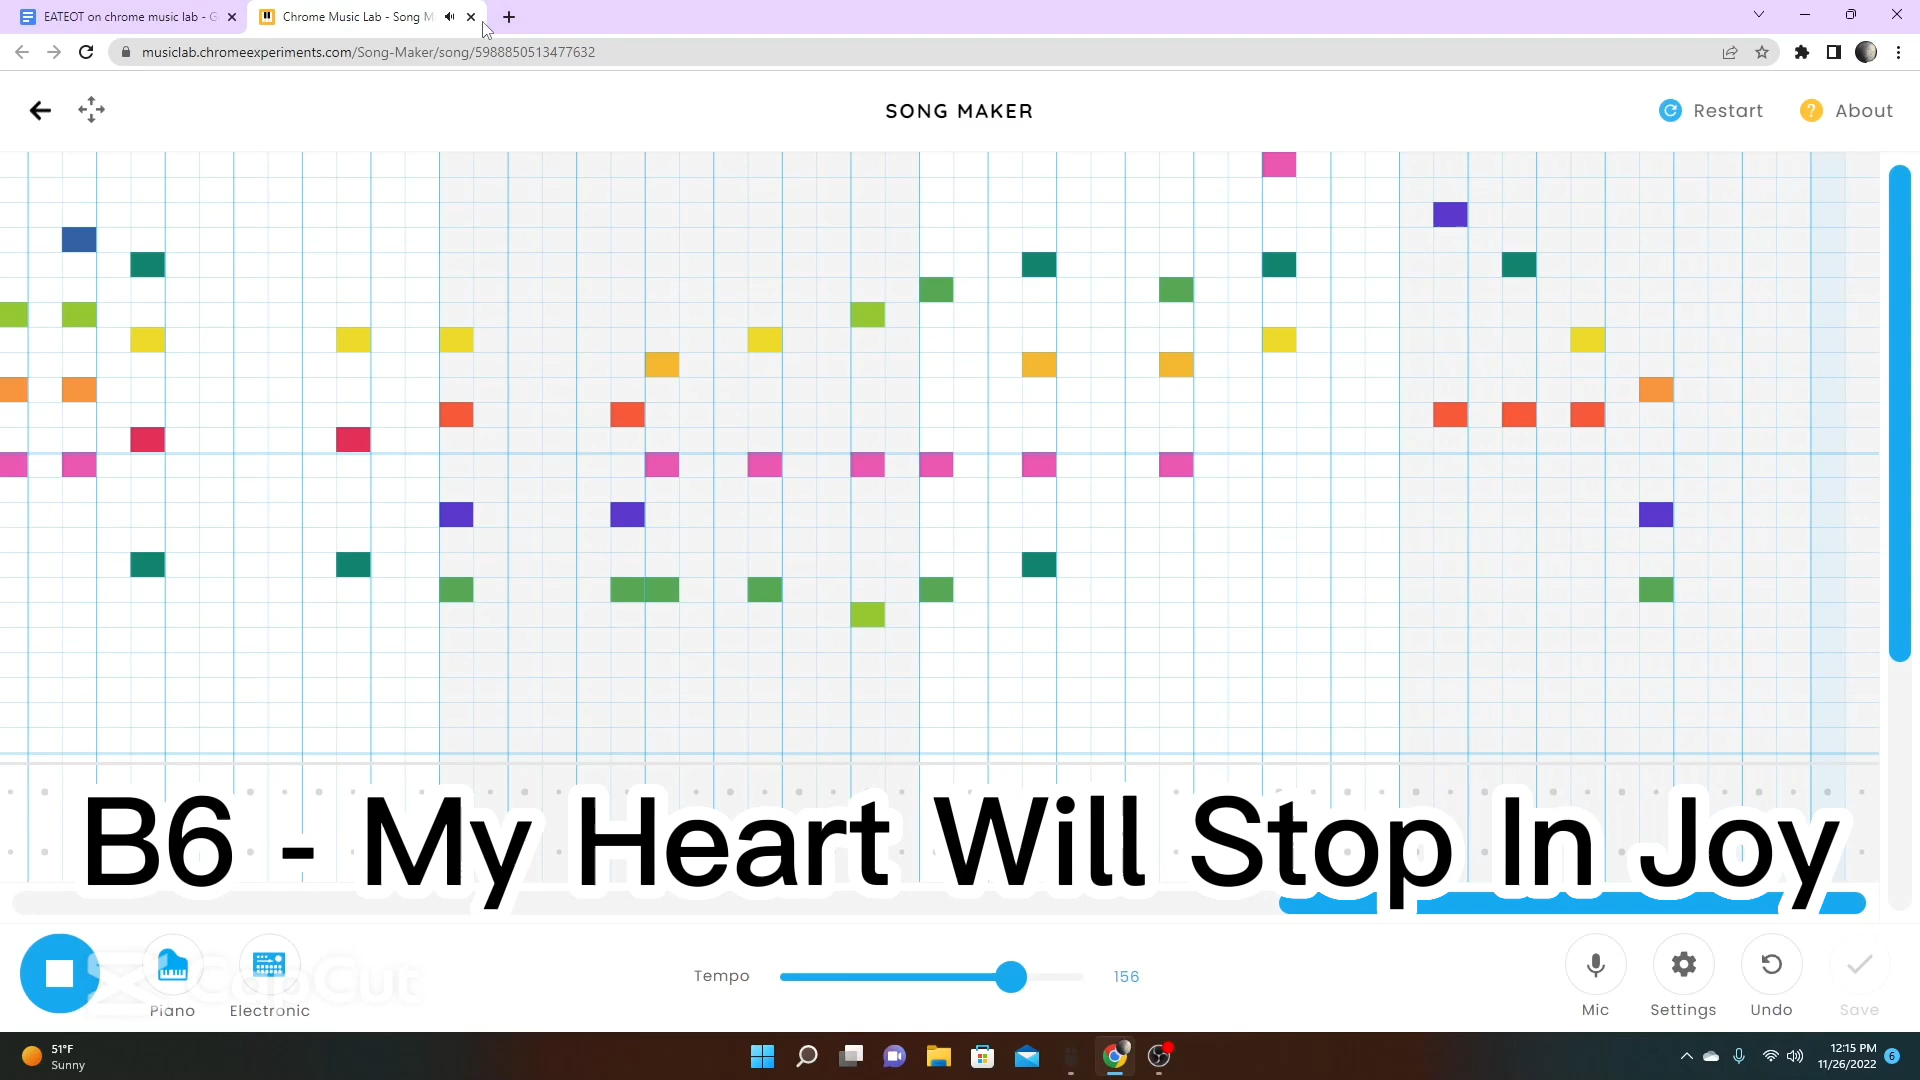 EATEOT on chrome music lab - G
Chrome Music Lab - Song M
musiclab.chromeexperiments.com/Song-Maker/song/5988850513477632
SONG MAKER
Restart
? About
B6 - My Heart Will Stop In Joy
CapCut
Piano
Electronic
Tempo
156
Mic
Settings
Undo
Save
51°F
Sunny
12:15 PM
11/26/2022
6